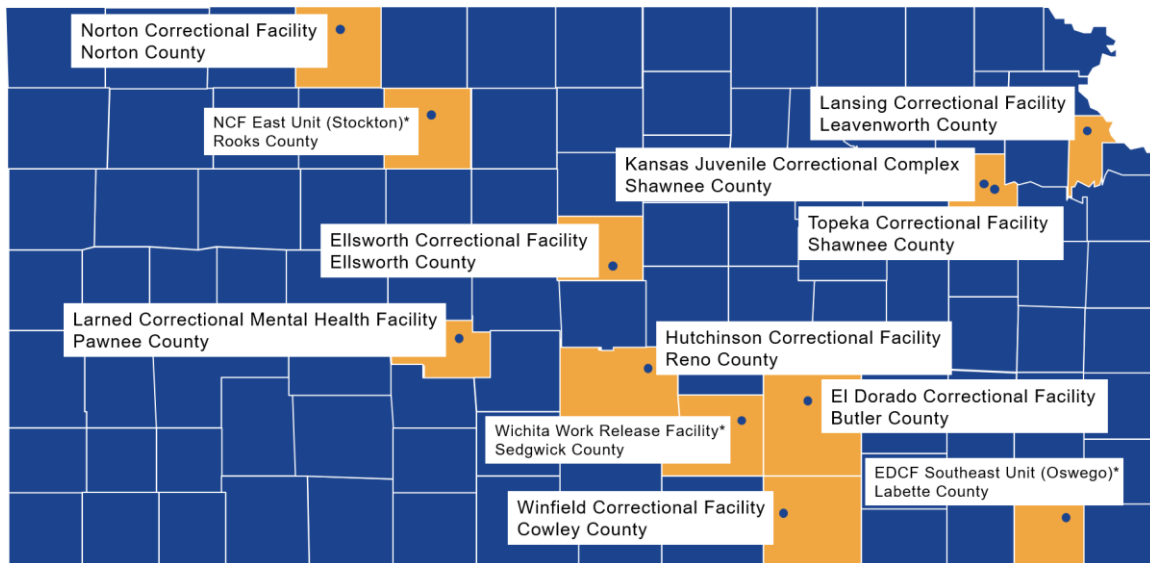 Norton Correctional Facility
Norton County
NCF East Unit (Stockton)*
Rooks County
Lansing Correctional Facility
Leavenworth County
Kansas Juvenile Correctional Complex
Shawnee County
Topeka Correctional Facility
Shawnee County
Ellsworth Correctional Facility
Ellsworth County
Larned Correctional Mental Health Facility
Pawnee County
Hutchinson Correctional Facility
Reno County
El Dorado Correctional Facility
Butler County
Wichita Work Release Facility*
Sedgwick County
EDCF Southeast Unit (Oswego)*
Labette County
Winfield Correctional Facility
Cowley County